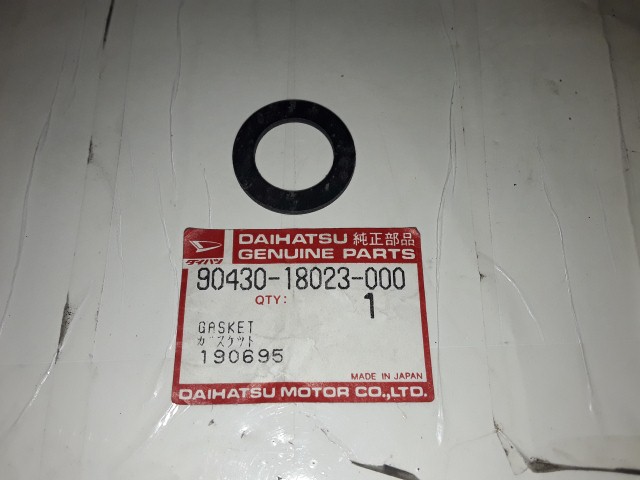 DAIHATSU 純正部品
GENUINE PARTS
ダイハツ
90430-18023-000
QTY: 1
GASKET
ガスケット
190695
MADE IN JAPAN
DAIHATSU MOTOR CO.,LTD.